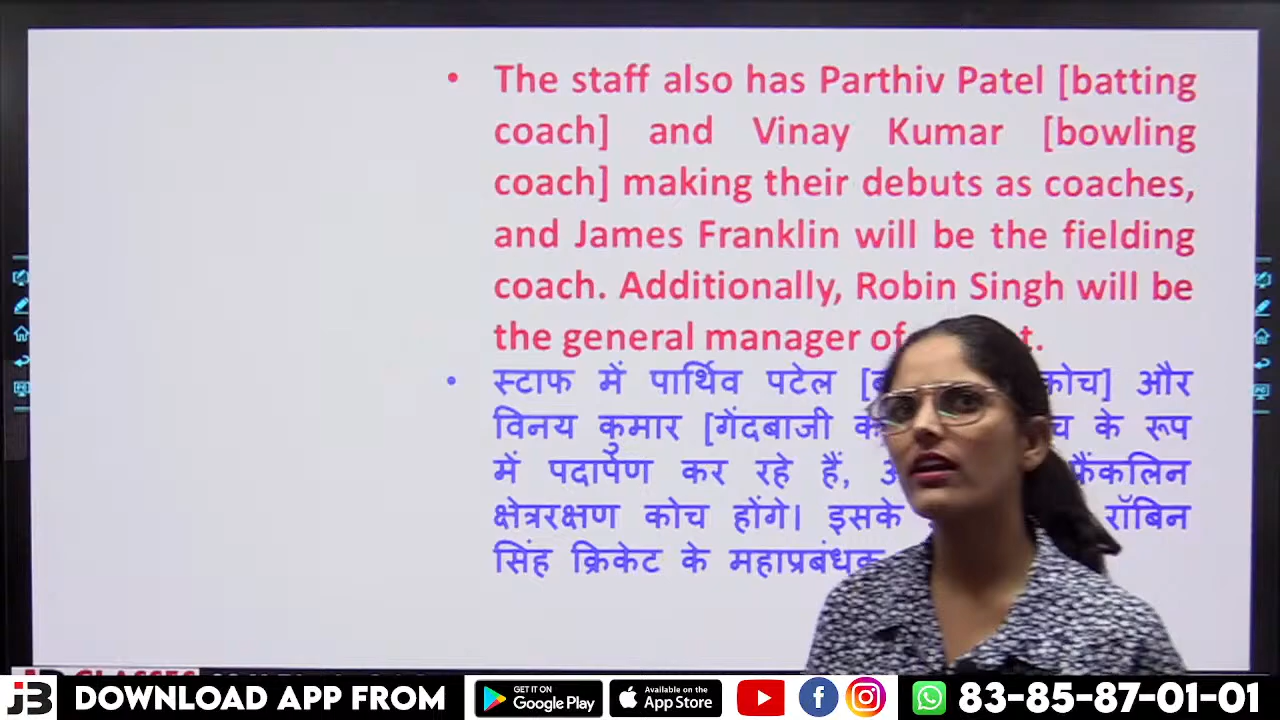 • The staff also has Parthiv Patel [batting
coach] and Vinay Kumar [bowling
coach] making their debuts as coaches,
and James Franklin will be the fielding
coach. Additionally, Robin Singh will be
the general manager of
• स्टाफ में पार्थिव पटेल कोच] और
विनय कुमार [गेंदबाजी के रूप
में पदार्पण कर रहे हैं, फ्रैंकलिन
क्षेत्ररक्षण कोच होंगे। इसके रॉबिन
सिंह क्रिकेट के महाप्रबंधक
JB DOWNLOAD APP FROM GET IT ON Google Play Available on the App Store 83-85-87-01-01